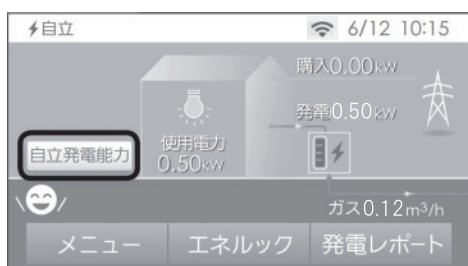 自立 6/12 10:15
購入0.00kW
発電0.50kW
使用電力
0.50kW
自立発電能力
ガス0.12m³/h
メニュー エネルック 発電レポート